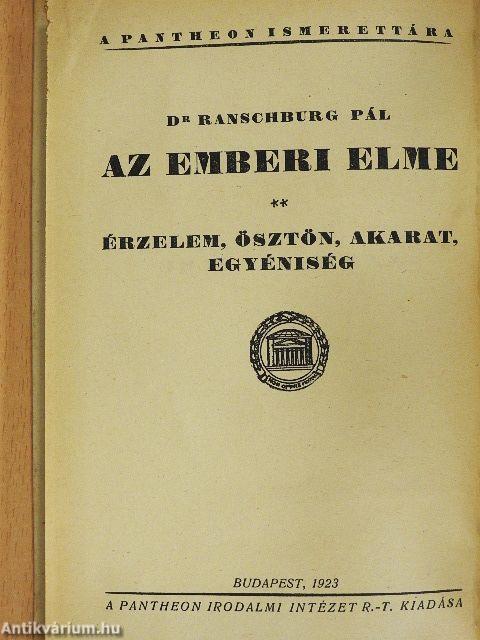 A PANTHEON ISMERETTÁRA
DR RANSCHBURG PÁL
AZ EMBERI ELME
**
ÉRZELEM, ÖSZTÖN, AKARAT,
EGYÉNISÉG
BUDAPEST, 1923
A PANTHEON IRODALMI INTÉZET R.-T. KIADÁSA
Antikvárium.hu